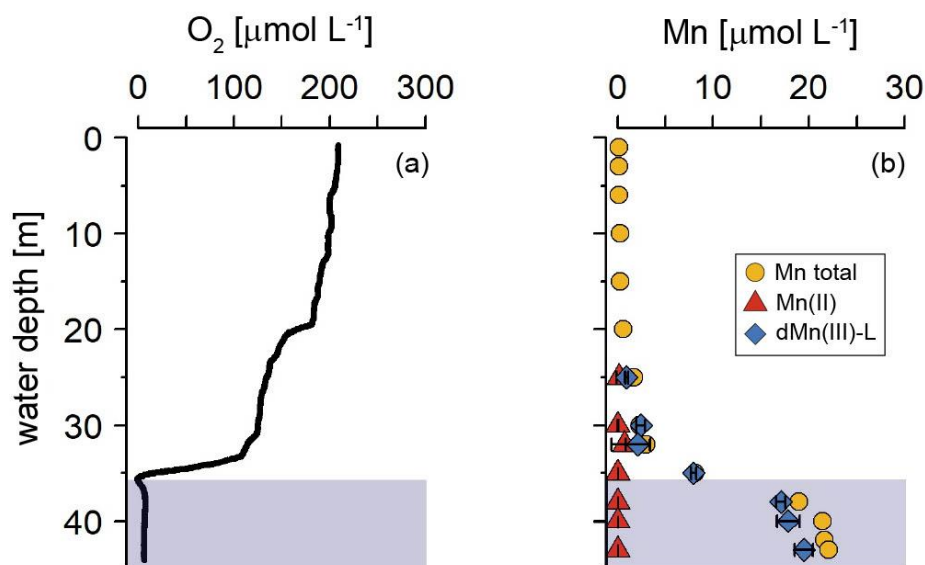 O₂ [μmol L⁻¹]
0 100 200 300
Mn [μmol L⁻¹]
0 10 20 30
water depth [m]
0
10
20
30
40
(a)
(b)
Mn total
Mn(II)
dMn(III)-L